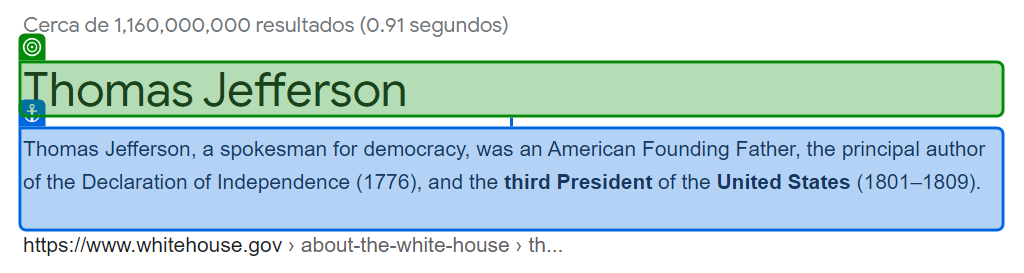 Cerca de 1,160,000,000 resultados (0.91 segundos)
Thomas Jefferson
Thomas Jefferson, a spokesman for democracy, was an American Founding Father, the principal author
of the Declaration of Independence (1776), and the third President of the United States (1801–1809).
https://www.whitehouse.gov › about-the-white-house › th...